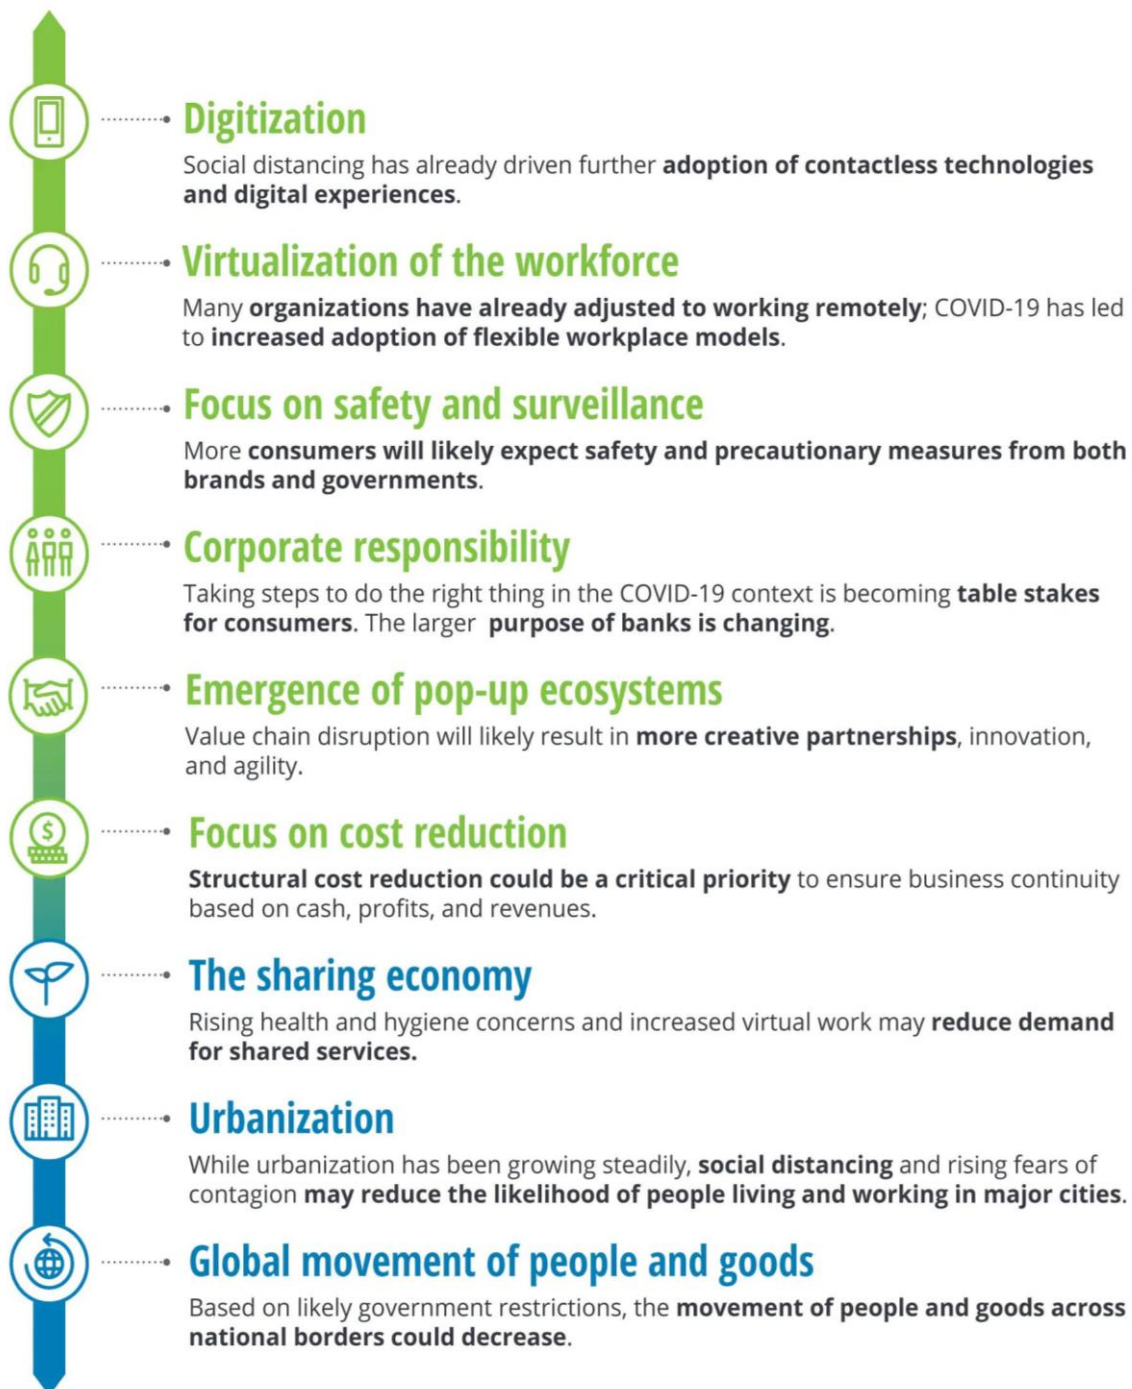 Digitization
Social distancing has already driven further adoption of contactless technologies
and digital experiences.
Virtualization of the workforce
Many organizations have already adjusted to working remotely; COVID-19 has led
to increased adoption of flexible workplace models.
Focus on safety and surveillance
More consumers will likely expect safety and precautionary measures from both
brands and governments.
Corporate responsibility
Taking steps to do the right thing in the COVID-19 context is becoming table stakes
for consumers. The larger purpose of banks is changing.
Emergence of pop-up ecosystems
Value chain disruption will likely result in more creative partnerships, innovation,
and agility.
$
Focus on cost reduction
Structural cost reduction could be a critical priority to ensure business continuity
based on cash, profits, and revenues.
The sharing economy
Rising health and hygiene concerns and increased virtual work may reduce demand
for shared services.
Urbanization
While urbanization has been growing steadily, social distancing and rising fears of
contagion may reduce the likelihood of people living and working in major cities.
Global movement of people and goods
Based on likely government restrictions, the movement of people and goods across
national borders could decrease.